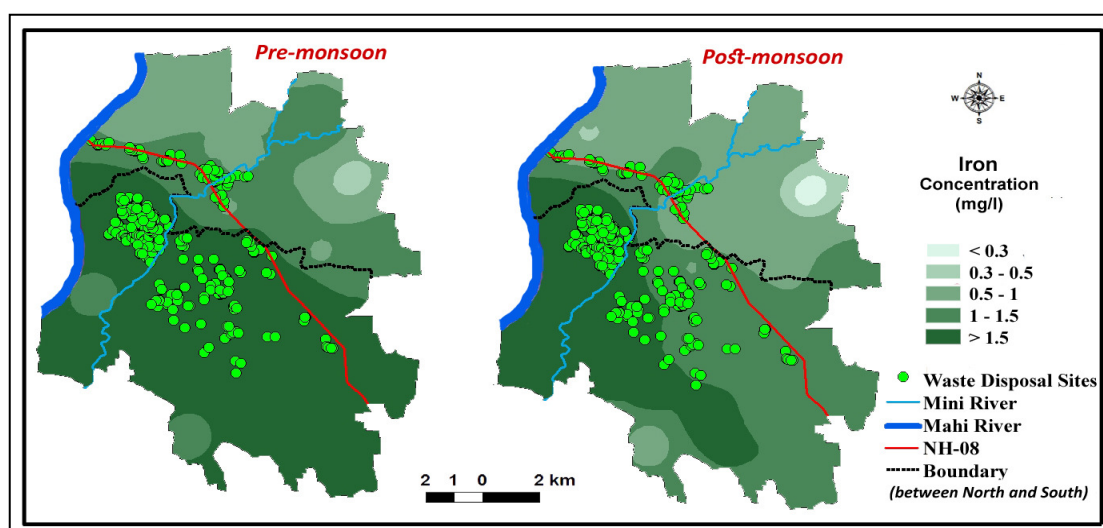 Pre-monsoon
Post-monsoon
N
W E
S
Iron
Concentration
(mg/l)
< 0.3
0.3 - 0.5
0.5 - 1
1 - 1.5
> 1.5
Waste Disposal Sites
Mini River
Mahi River
NH-08
Boundary
(between North and South)
2 1 0 2 km